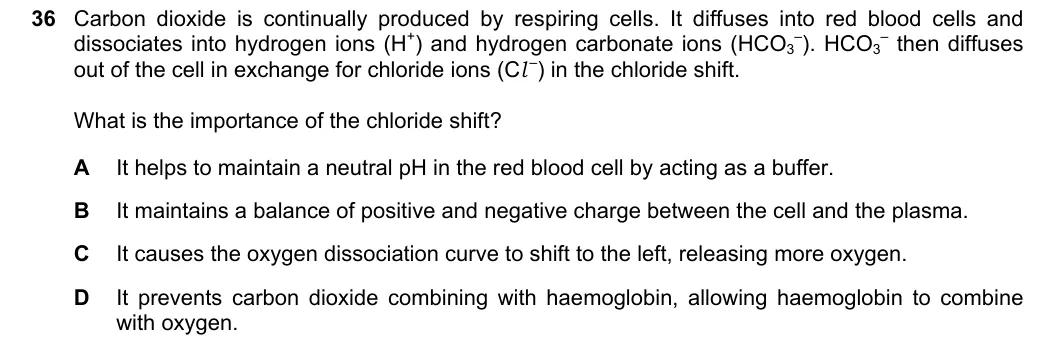 36 Carbon dioxide is continually produced by respiring cells. It diffuses into red blood cells and
dissociates into hydrogen ions (H⁺) and hydrogen carbonate ions (HCO₃⁻). HCO₃⁻ then diffuses
out of the cell in exchange for chloride ions (Cl⁻) in the chloride shift.
What is the importance of the chloride shift?
A It helps to maintain a neutral pH in the red blood cell by acting as a buffer.
B It maintains a balance of positive and negative charge between the cell and the plasma.
C It causes the oxygen dissociation curve to shift to the left, releasing more oxygen.
D It prevents carbon dioxide combining with haemoglobin, allowing haemoglobin to combine
with oxygen.